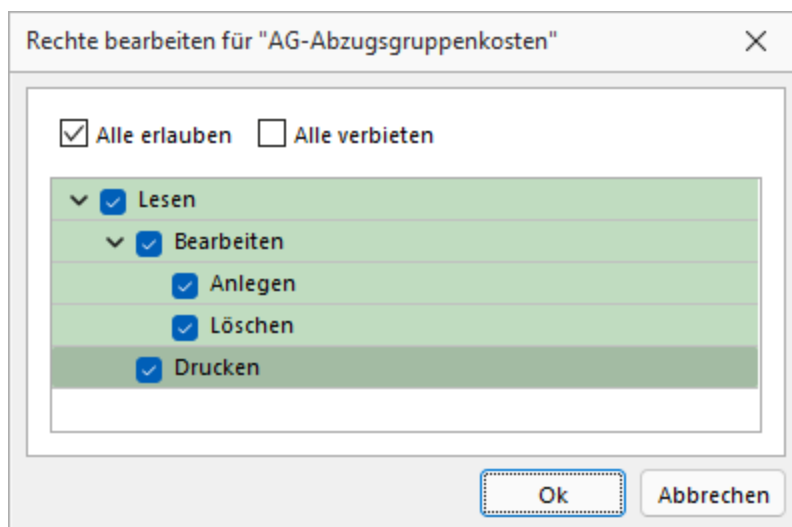 Rechte bearbeiten für "AG-Abzugsgruppenkosten"
Alle erlauben Alle verbieten
Lesen
Bearbeiten
Anlegen
Löschen
Drucken
Ok Abbrechen